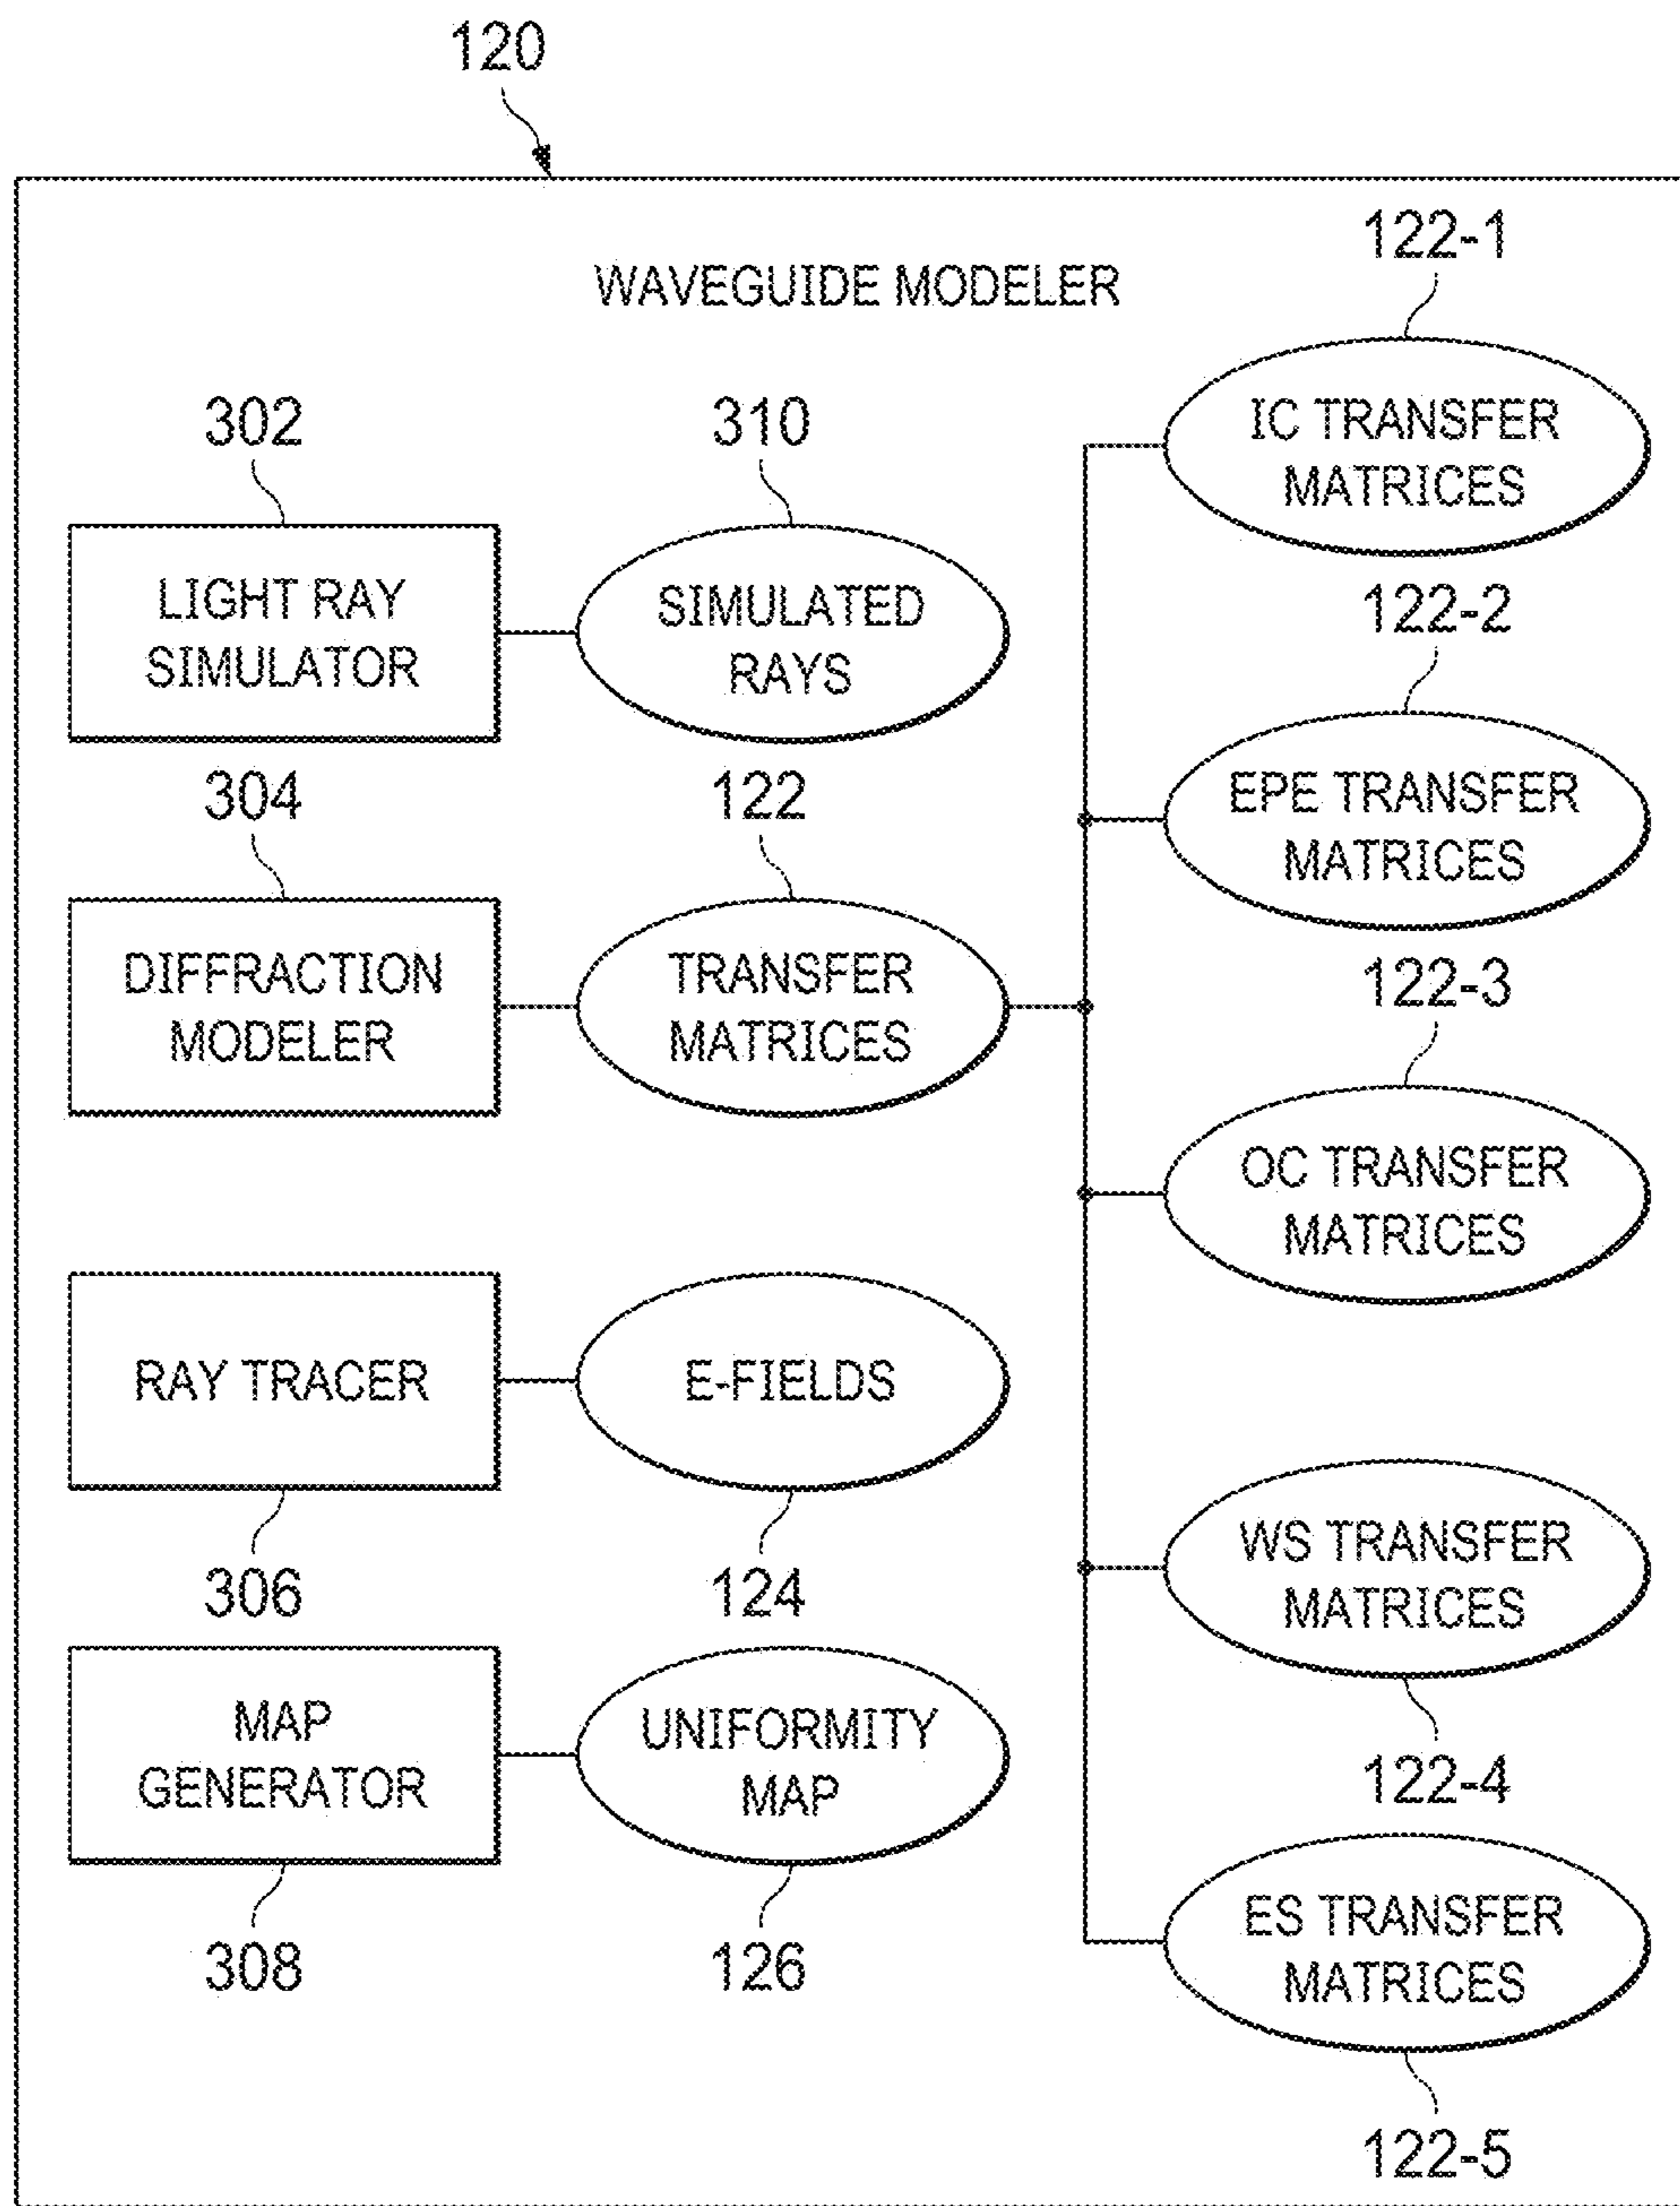 120
WAVEGUIDE MODELER
122-1
IC TRANSFER
MATRICES
302
310
LIGHT RAY
SIMULATOR
SIMULATED
RAYS
122-2
EPE TRANSFER
MATRICES
304
122
DIFFRACTION
MODELER
TRANSFER
MATRICES
122-3
OC TRANSFER
MATRICES
RAY TRACER
E-FIELDS
306
124
WS TRANSFER
MATRICES
122-4
MAP
GENERATOR
UNIFORMITY
MAP
308
126
ES TRANSFER
MATRICES
122-5